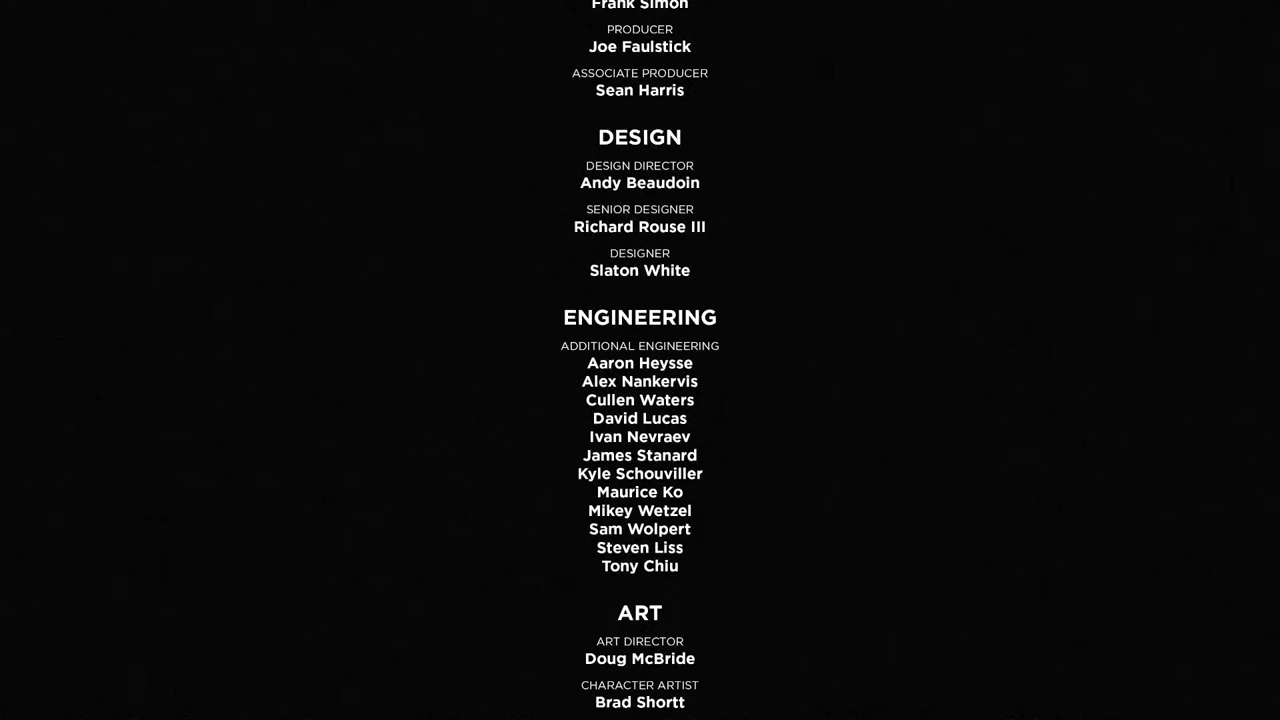 Frank Simon
PRODUCER
Joe Faulstick
ASSOCIATE PRODUCER
Sean Harris
DESIGN
DESIGN DIRECTOR
Andy Beaudoin
SENIOR DESIGNER
Richard Rouse III
DESIGNER
Slaton White
ENGINEERING
ADDITIONAL ENGINEERING
Aaron Heysse
Alex Nankervis
Cullen Waters
David Lucas
Ivan Nevraev
James Stanard
Kyle Schouviller
Maurice Ko
Mikey Wetzel
Sam Wolpert
Steven Liss
Tony Chiu
ART
ART DIRECTOR
Doug McBride
CHARACTER ARTIST
Brad Shortt